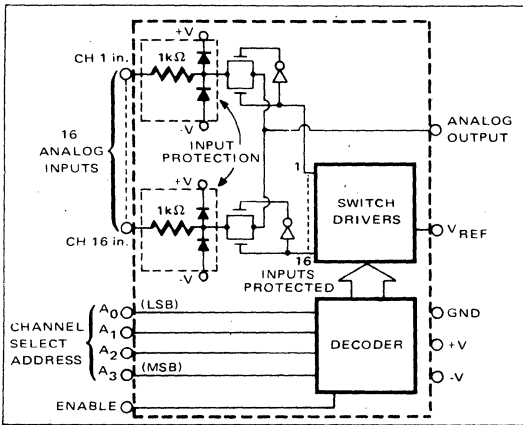 +V
CH 1 in.
1kΩ
-V
16
ANALOG
INPUTS
INPUT
PROTECTION
ANALOG
OUTPUT
+V
1kΩ
CH 16 in.
-V
1
16
INPUTS
PROTECTED
SWITCH
DRIVERS
VREF
CHANNEL
SELECT
ADDRESS
A0 (LSB)
A1
A2
A3 (MSB)
ENABLE
DECODER
GND
+V
-V